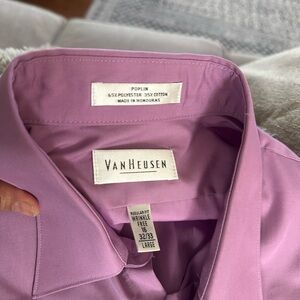 POPLIN
65% POLYESTER 35% COTTON
MADE IN HONDURAS
VAN HEUSEN
REGULAR FIT
WRINKLE
FREE
16
32/33
LARGE